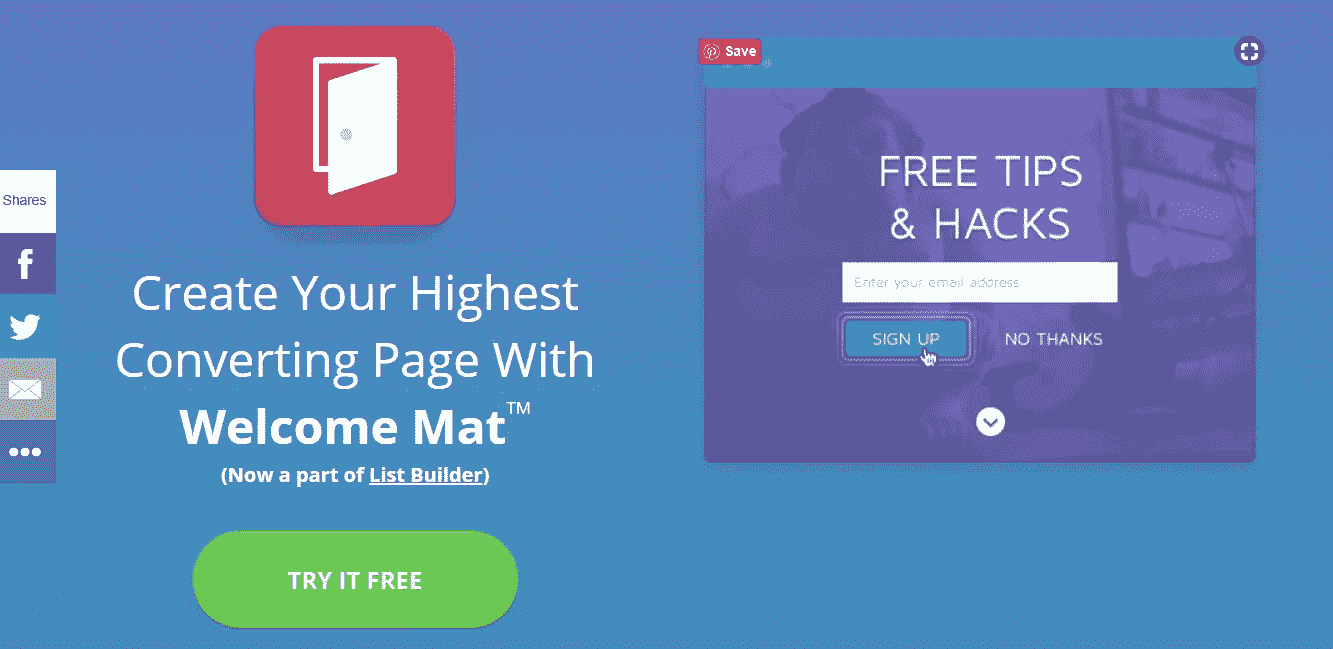 Shares
Create Your Highest
Converting Page With
Welcome Mat™
(Now a part of List Builder)
TRY IT FREE
Save
FREE TIPS
& HACKS
Enter your email address
SIGN UP
NO THANKS